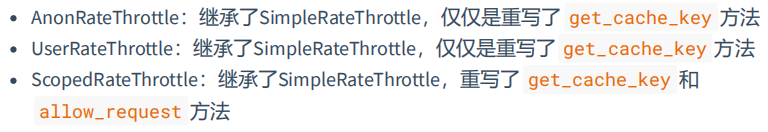 • AnonRateThrottle：继承了SimpleRateThrottle，仅仅是重写了 get_cache_key 方法
• UserRateThrottle：继承了SimpleRateThrottle，仅仅是重写了 get_cache_key 方法
• ScopedRateThrottle：继承了SimpleRateThrottle，重写了 get_cache_key 和
allow_request 方法